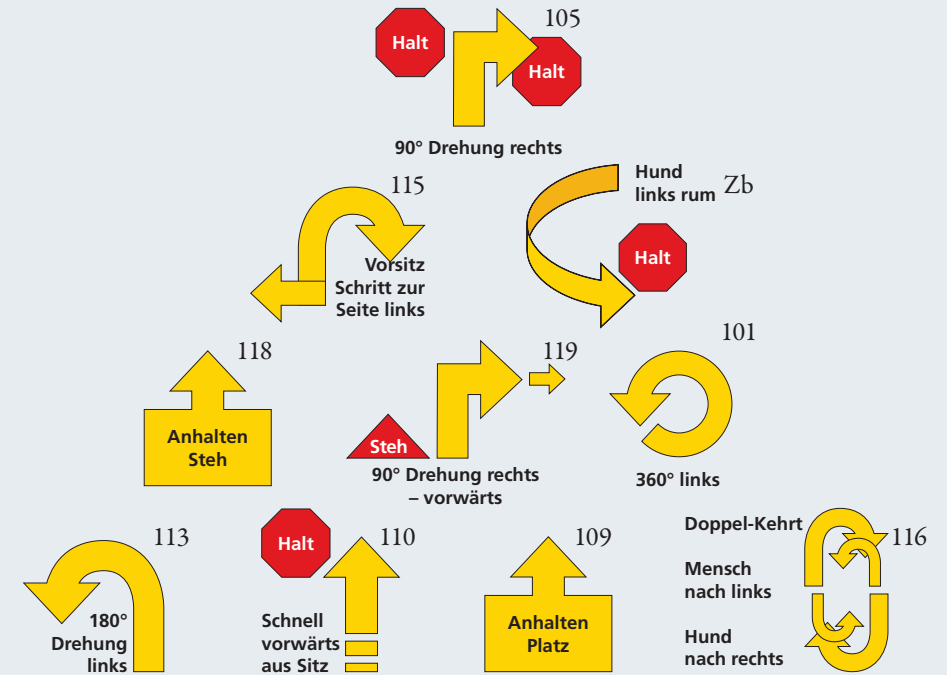 105
Halt
Halt
90° Drehung rechts
115
Vorsitz
Schritt zur
Seite links
Hund
links rum
Zb
Halt
118
Anhalten
Steh
119
Steh
90° Drehung rechts
– vorwärts
101
360° links
113
180°
Drehung
links
Halt
110
Schnell
vorwärts
aus Sitz
109
Anhalten
Platz
Doppel-Kehrt
116
Mensch
nach links
Hund
nach rechts